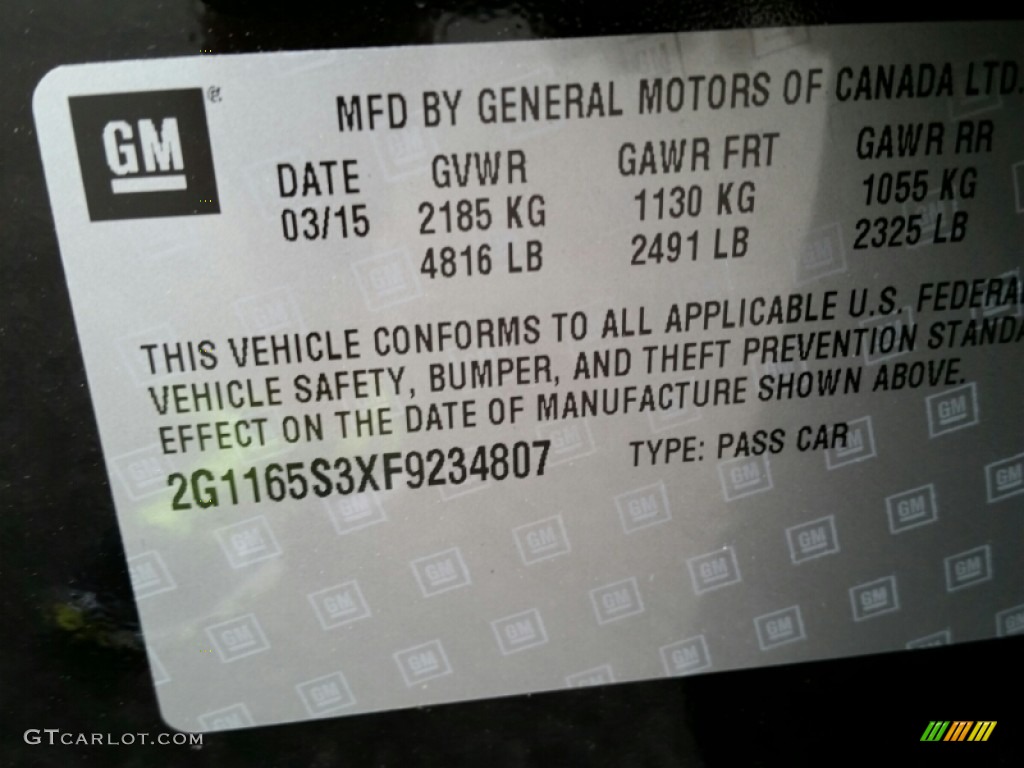 GM
MFD BY GENERAL MOTORS OF CANADA LTD.
DATE GVWR GAWR FRT GAWR RR
03/15 2185 KG 1130 KG 1055 KG
4816 LB 2491 LB 2325 LB
THIS VEHICLE CONFORMS TO ALL APPLICABLE U.S. FEDERA
VEHICLE SAFETY, BUMPER, AND THEFT PREVENTION STANDA
EFFECT ON THE DATE OF MANUFACTURE SHOWN ABOVE.
2G1165S3XF9234807 TYPE: PASS CAR
GTCARLOT.COM